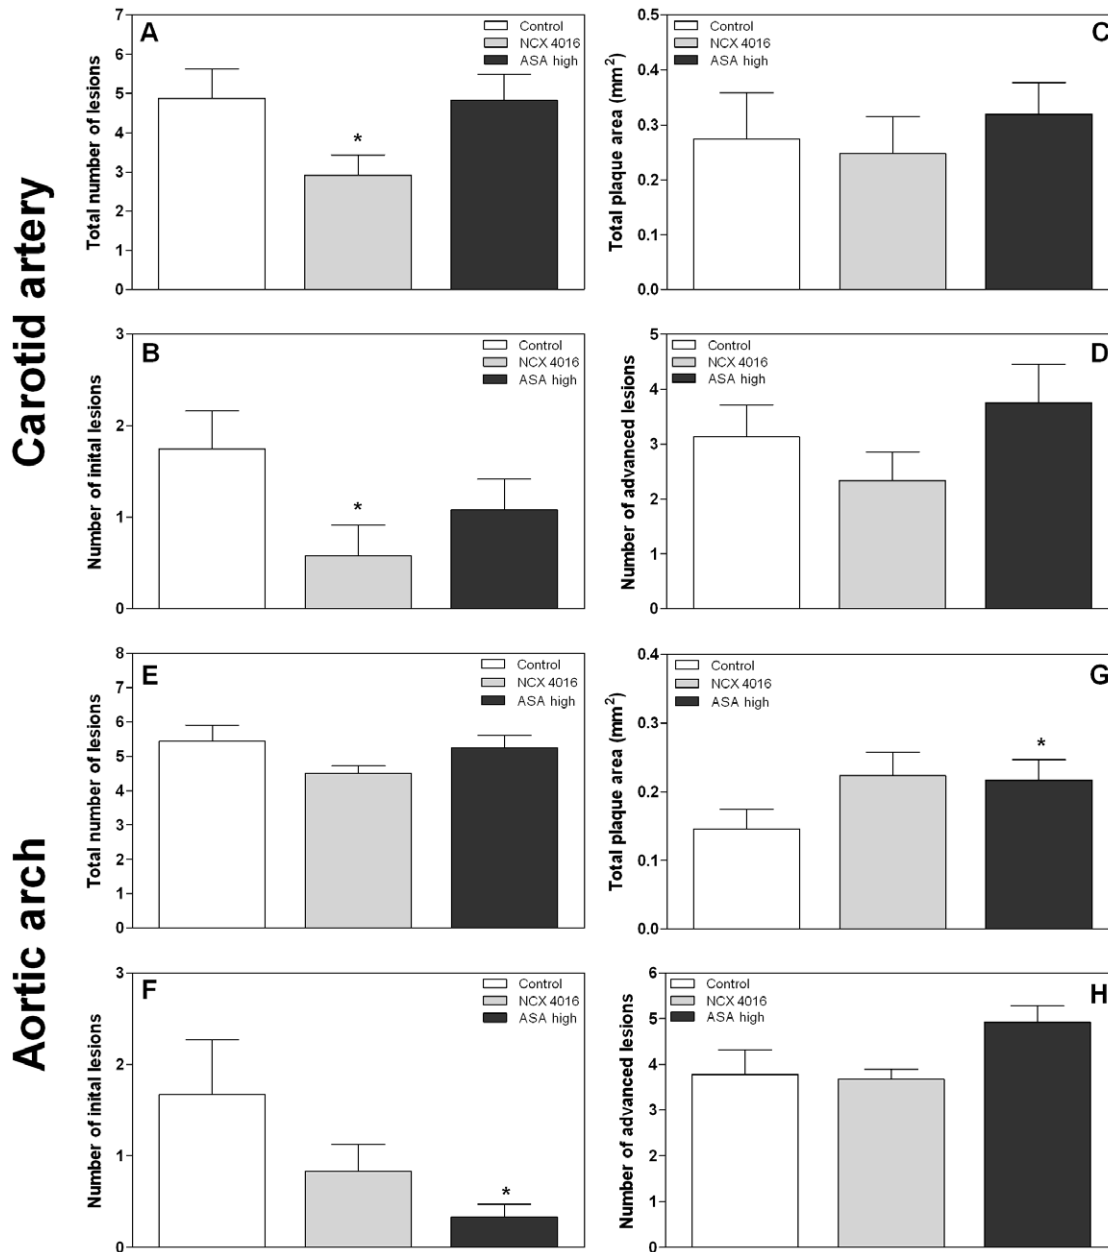 Carotid artery
A
Total number of lesions
7
6
5
4
3
2
1
0
Control
NCX 4016
ASA high
*
C
Total plaque area (mm²)
0.5
0.4
0.3
0.2
0.1
0.0
Control
NCX 4016
ASA high
B
Number of inital lesions
3
2
1
0
Control
NCX 4016
ASA high
*
D
Number of advanced lesions
5
4
3
2
1
0
Control
NCX 4016
ASA high
Aortic arch
E
Total number of lesions
8
7
6
5
4
3
2
1
0
Control
NCX 4016
ASA high
G
Total plaque area (mm²)
0.4
0.3
0.2
0.1
0.0
Control
NCX 4016
ASA high
*
F
Number of inital lesions
3
2
1
0
Control
NCX 4016
ASA high
*
H
Number of advanced lesions
6
5
4
3
2
1
0
Control
NCX 4016
ASA high